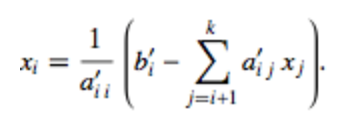 x_i = \frac{1}{a'_{ii}} \left( b'_i - \sum_{j=i+1}^{k} a'_{ij} x_j \right).